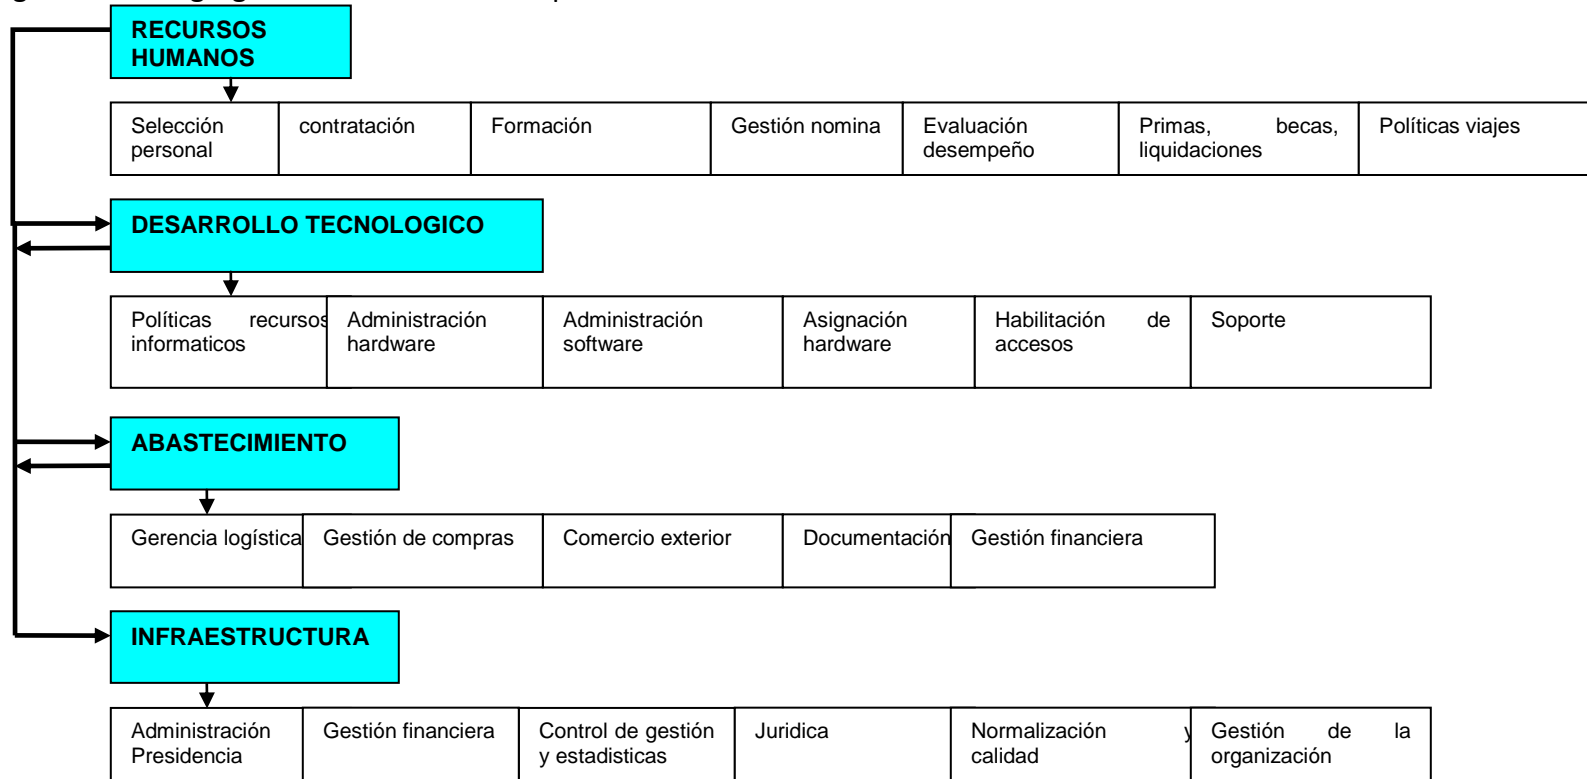 RECURSOS
HUMANOS
Selección
personal
contratación
Formación
Gestión nomina
Evaluación
desempeño
Primas, becas,
liquidaciones
Políticas viajes
DESARROLLO TECNOLOGICO
Políticas recursos
informaticos
Administración
hardware
Administración
software
Asignación
hardware
Habilitación de
accesos
Soporte
ABASTECIMIENTO
Gerencia logística
Gestión de compras
Comercio exterior
Documentación
Gestión financiera
INFRAESTRUCTURA
Administración
Presidencia
Gestión financiera
Control de gestión
y estadisticas
Juridica
Normalización y
calidad
Gestión de la
organización